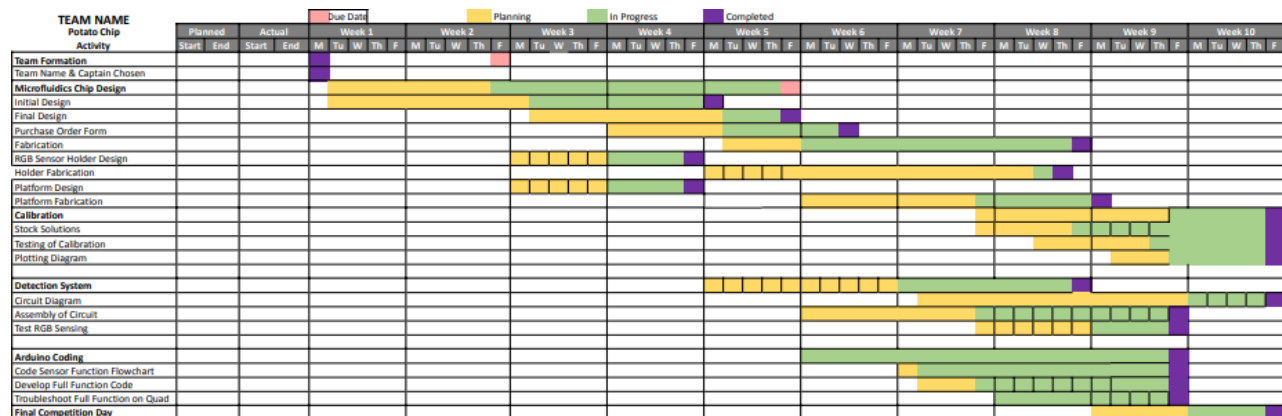 TEAM NAME Due Date Planning In Progress Completed
Potato Chip Planned Actual Week 1 Week 2 Week 3 Week 4 Week 5 Week 6 Week 7 Week 8 Week 9 Week 10
Activity Start End Start End M Tu W Th F M Tu W Th F M Tu W Th F M Tu W Th F M Tu W Th F M Tu W Th F M Tu W Th F M Tu W Th F M Tu W Th F M Tu W Th F
Team Formation
Team Name & Captain Chosen
Microfluidics Chip Design
Initial Design
Final Design
Purchase Order Form
Fabrication
RGB Sensor Holder Design
Holder Fabrication
Platform Design
Platform Fabrication
Calibration
Stock Solutions
Testing of Calibration
Plotting Diagram
Detection System
Circuit Diagram
Assembly of Circuit
Test RGB Sensing
Arduino Coding
Code Sensor Function Flowchart
Develop Full Function Code
Troubleshoot Full Function on Quad
Final Competition Day